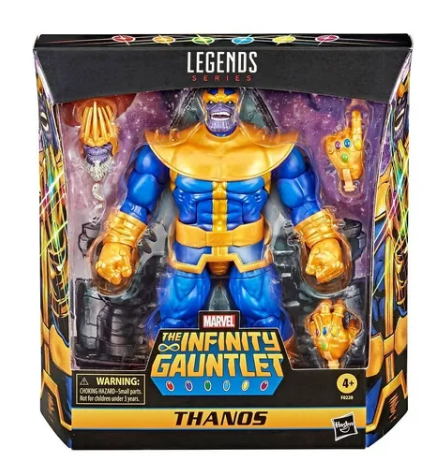 LEGENDS
SERIES
MARVEL
THE INFINITY
GAUNTLET
WARNING:
CHOKING HAZARD–Small parts.
Not for children under 3 years.
4+
F0220
THANOS
Hasbro